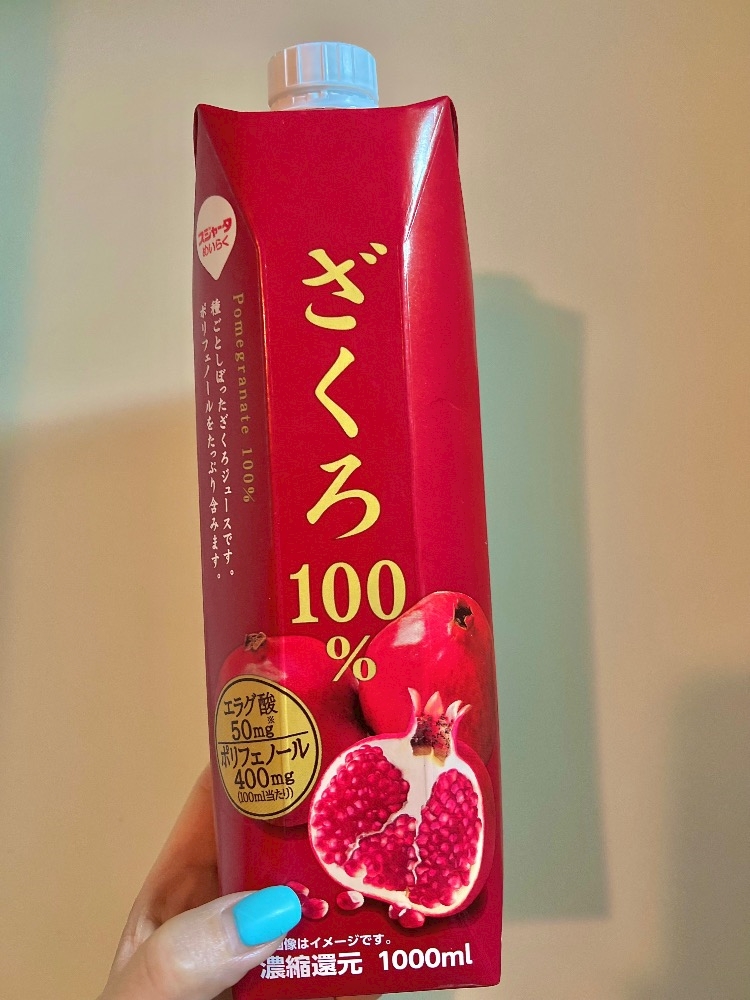 スジャータ
めいらく
Pomegranate 100%
種ごとしぼったざくろジュースです。
ポリフェノールをたっぷり含みます。
ざくろ
100
%
エラグ酸
50mg※
ポリフェノール
400mg
(100ml当たり)
像はイメージです。
濃縮還元 1000ml